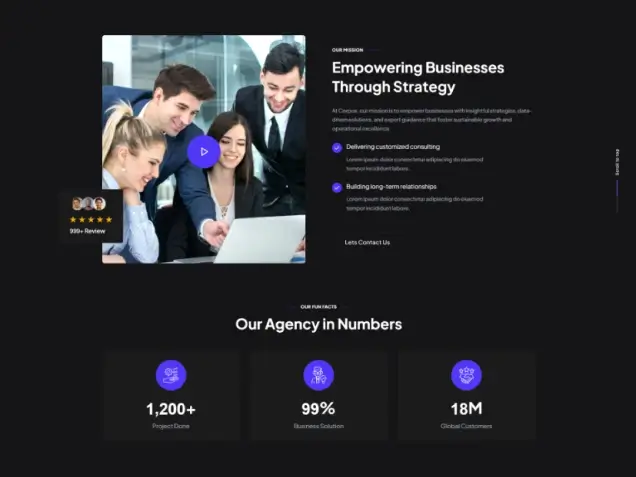 OUR MISSION
Empowering Businesses
Through Strategy
At Corpox, our mission is to empower businesses with insightful strategies, data-
driven solutions, and expert guidance that foster sustainable growth and
operational excellence.
Delivering customized consulting
Lorem ipsum dolor consectetur adipiscing do eiusmod
tempor incididunt labore.
Building long-term relationships
Lorem ipsum dolor consectetur adipiscing do eiusmod
tempor incididunt labore.
Lets Contact Us
999+ Review
Scroll to top
OUR FUN FACTS
Our Agency in Numbers
1,200+
Project Done
99%
Business Solution
18M
Global Customers